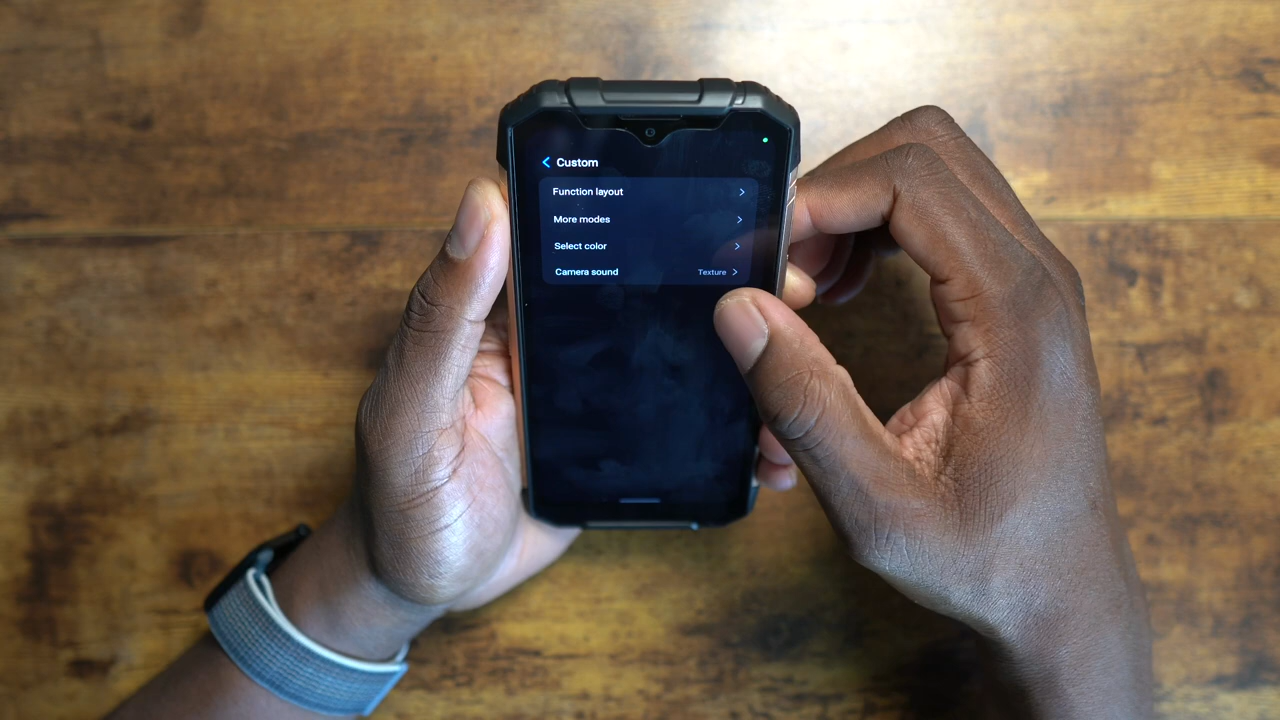 Custom
Function layout
More modes
Select color
Camera sound Texture